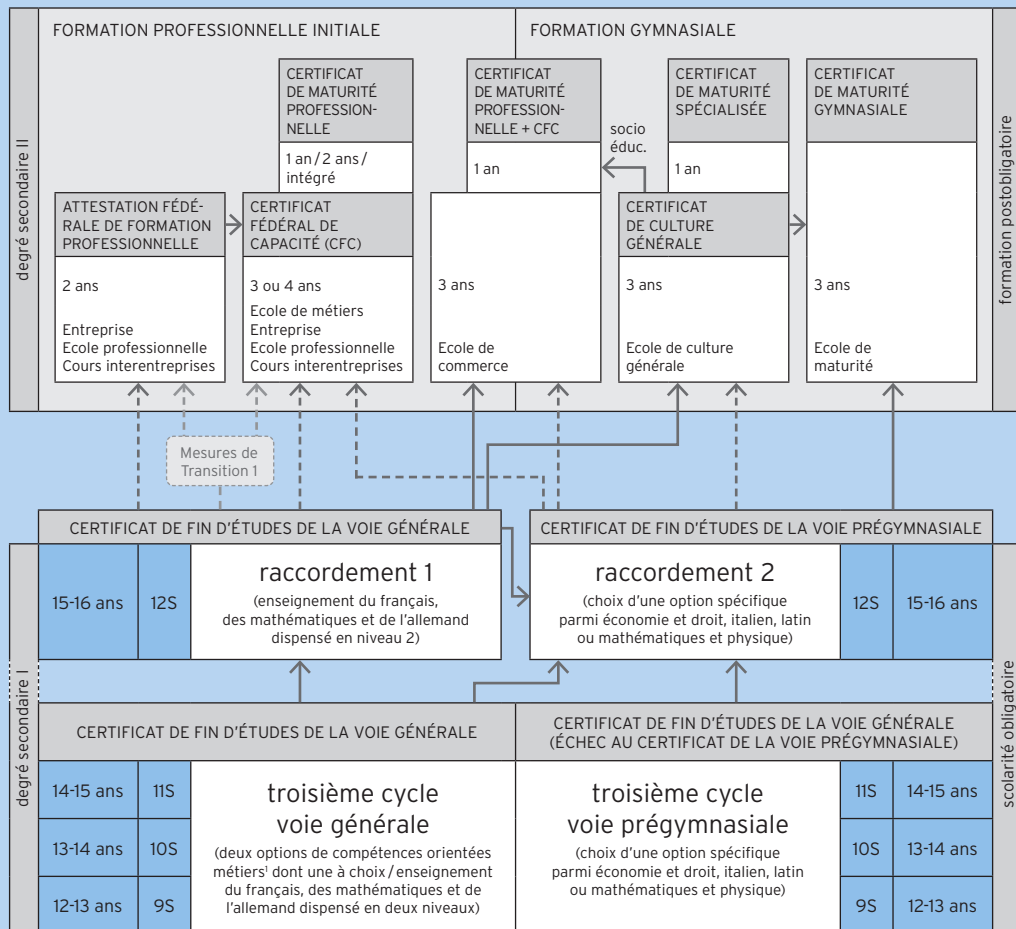 FORMATION PROFESSIONNELLE INITIALE
FORMATION GYMNASIALE
degré secondaire II
formation postobligatoire
CERTIFICAT
DE MATURITÉ
PROFESSION-
NELLE
1 an / 2 ans /
intégré
CERTIFICAT
DE MATURITÉ
PROFESSION-
NELLE + CFC
1 an
socio
éduc.
CERTIFICAT
DE MATURITÉ
SPÉCIALISÉE
1 an
CERTIFICAT
DE MATURITÉ
GYMNASIALE
ATTESTATION FÉDÉ-
RALE DE FORMATION
PROFESSIONNELLE
2 ans
Entreprise
Ecole professionnelle
Cours interentreprises
CERTIFICAT
FÉDÉRAL DE
CAPACITÉ (CFC)
3 ou 4 ans
Ecole de métiers
Entreprise
Ecole professionnelle
Cours interentreprises
3 ans
Ecole de
commerce
CERTIFICAT
DE CULTURE
GÉNÉRALE
3 ans
Ecole de culture
générale
3 ans
Ecole de
maturité
Mesures de
Transition 1
CERTIFICAT DE FIN D'ÉTUDES DE LA VOIE GÉNÉRALE
CERTIFICAT DE FIN D'ÉTUDES DE LA VOIE PRÉGYMNASIALE
degré secondaire I
scolarité obligatoire
15-16 ans
12S
raccordement 1
(enseignement du français,
des mathématiques et de l'allemand
dispensé en niveau 2)
raccordement 2
(choix d'une option spécifique
parmi économie et droit, italien, latin
ou mathématiques et physique)
12S
15-16 ans
CERTIFICAT DE FIN D'ÉTUDES DE LA VOIE GÉNÉRALE
CERTIFICAT DE FIN D'ÉTUDES DE LA VOIE GÉNÉRALE
(ÉCHEC AU CERTIFICAT DE LA VOIE PRÉGYMNASIALE)
14-15 ans
11S
13-14 ans
10S
12-13 ans
9S
troisième cycle
voie générale
(deux options de compétences orientées
métiers¹ dont une à choix / enseignement
du français, des mathématiques et de
l'allemand dispensé en deux niveaux)
troisième cycle
voie prégymnasiale
(choix d'une option spécifique
parmi économie et droit, italien, latin
ou mathématiques et physique)
11S
14-15 ans
10S
13-14 ans
9S
12-13 ans